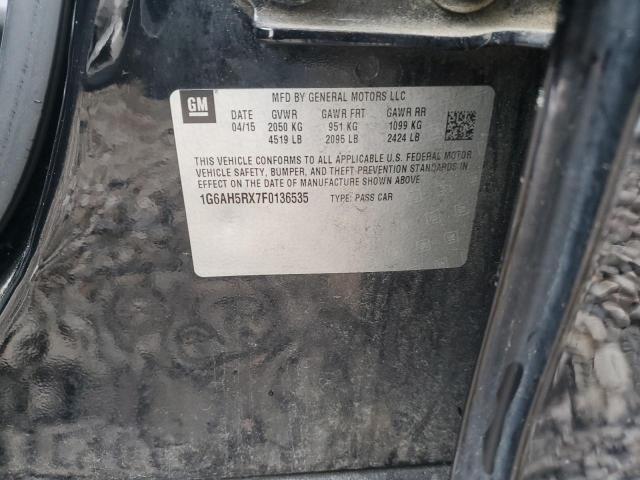 GM
MFD BY GENERAL MOTORS LLC
DATE GVWR GAWR FRT GAWR RR
04/15 2050 KG 951 KG 1099 KG
4519 LB 2095 LB 2424 LB
THIS VEHICLE CONFORMS TO ALL APPLICABLE U.S. FEDERAL MOTOR
VEHICLE SAFETY, BUMPER, AND THEFT PREVENTION STANDARDS IN
EFFECT ON THE DATE OF MANUFACTURE SHOWN ABOVE.
1G6AH5RX7F0136535 TYPE: PASS CAR